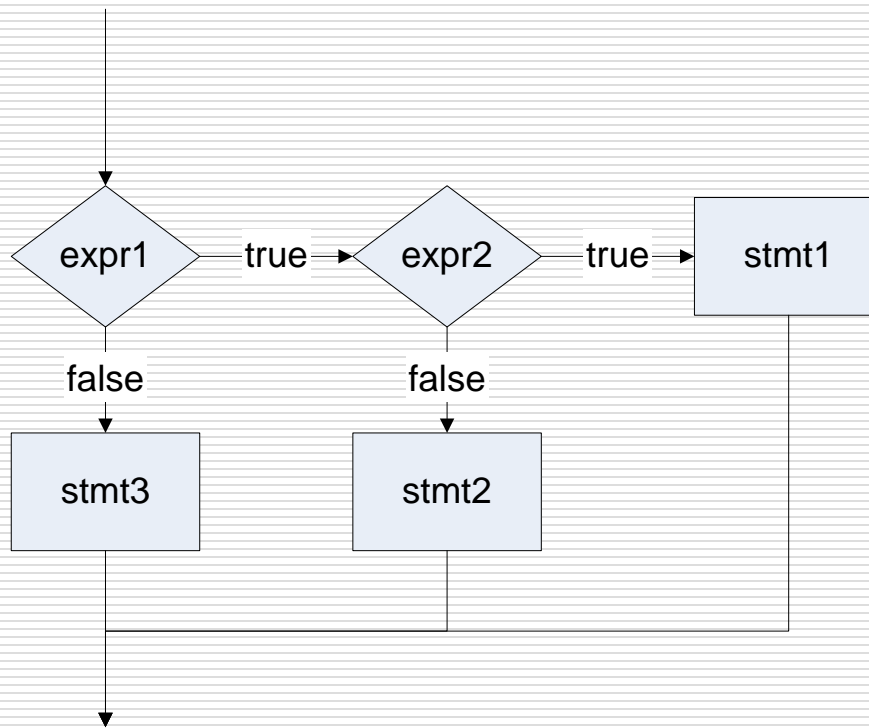 expr1
true
expr2
true
stmt1
false
false
stmt3
stmt2